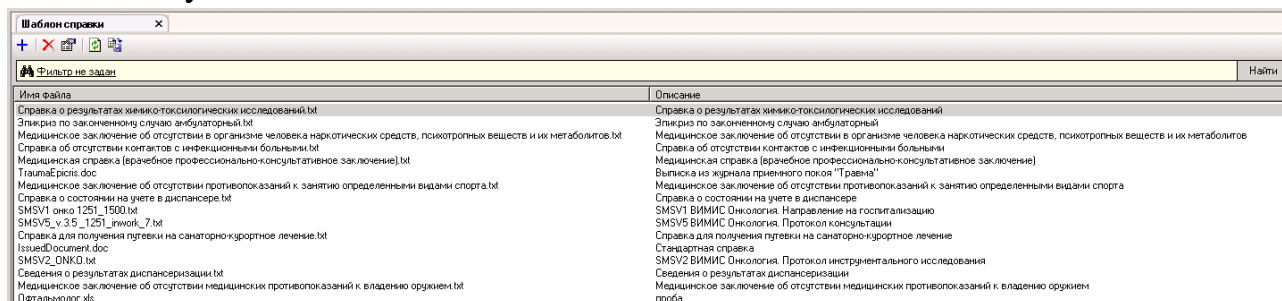 Шаблон справки
Фильтр не задан Найти
Имя файла Описание
Справка о результатах химико-токсилогических исследований.txt Справка о результатах химико-токсилогических исследований
Эпикриз по законченному случаю амбулаторный.txt Эпикриз по законченному случаю амбулаторный
Медицинское заключение об отсутствии в организме человека наркотических средств, психотропных веществ и их метаболитов.txt Медицинское заключение об отсутствии в организме человека наркотических средств, психотропных веществ и их метаболитов
Справка об отсутствии контактов с инфекционными больными.txt Справка об отсутствии контактов с инфекционными больными
Медицинская справка (врачебное профессионально-консультативное заключение).txt Медицинская справка (врачебное профессионально-консультативное заключение)
TraumaEpicris.doc Выписка из журнала приемного покоя "Травма"
Медицинское заключение об отсутствии противопоказаний к занятию определенными видами спорта.txt Медицинское заключение об отсутствии противопоказаний к занятию определенными видами спорта
Справка о состоянии на учете в диспансере.txt Справка о состоянии на учете в диспансере
SMSV1 онко 1251_1500.txt SMSV1 ВИМИС Онкология. Направление на госпитализацию
SMSV5_v.3.5 _1251_inwork_7.txt SMSV5 ВИМИС Онкология. Протокол консультации
Справка для получения путевки на санаторно-курортное лечение.txt Справка для получения путевки на санаторно-курортное лечение
IssuedDocument.doc Стандартная справка
SMSV2_ONKO.txt SMSV2 ВИМИС Онкология. Протокол инструментального исследования
Сведения о результатах диспансеризации.txt Сведения о результатах диспансеризации
Медицинское заключение об отсутствии медицинских противопоказаний к владению оружием.txt Медицинское заключение об отсутствии медицинских противопоказаний к владению оружием
Офтальмолог.xls проба